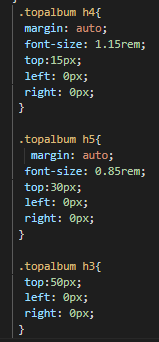 .topalbum h4{
margin: auto;
font-size: 1.15rem;
top:15px;
left: 0px;
right: 0px;
}
.topalbum h5{
margin: auto;
font-size: 0.85rem;
top:30px;
left: 0px;
right: 0px;
}
.topalbum h3{
top:50px;
left: 0px;
right: 0px;
}